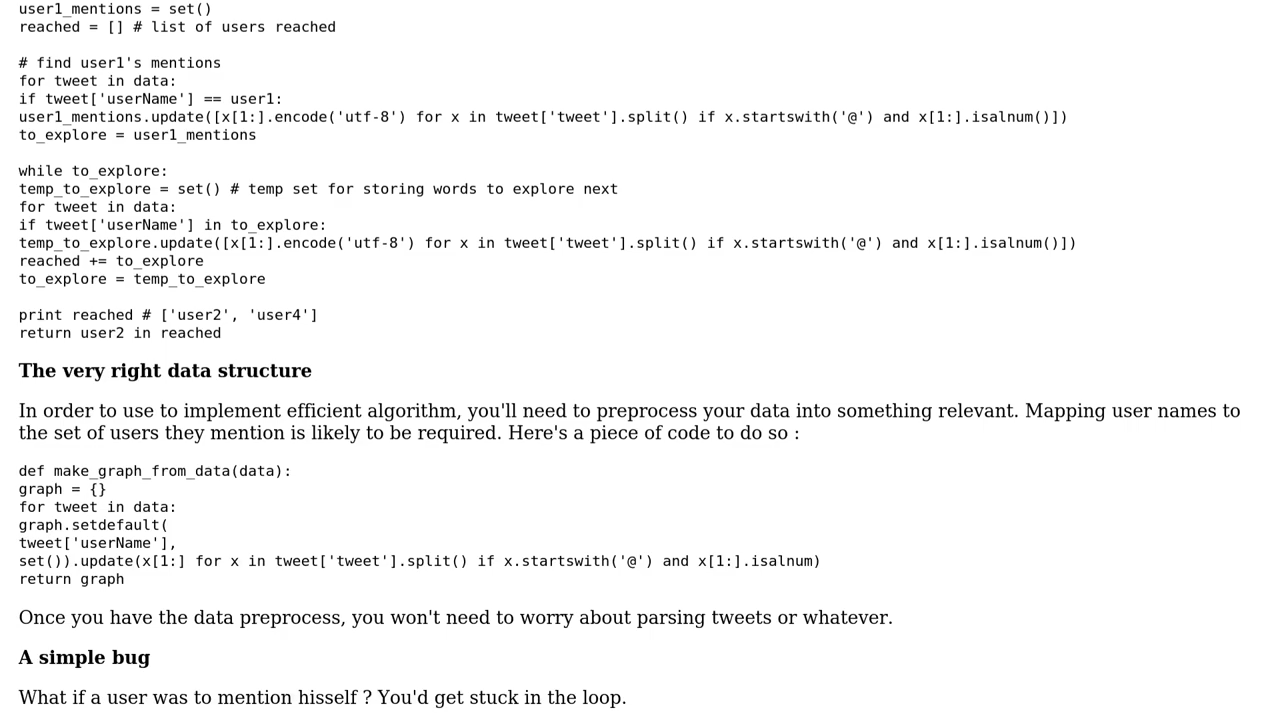 user1_mentions = set()
reached = [] # list of users reached
# find user1's mentions
for tweet in data:
if tweet['userName'] == user1:
user1_mentions.update([x[1:].encode('utf-8') for x in tweet['tweet'].split() if x.startswith('@') and x[1:].isalnum()])
to_explore = user1_mentions
while to_explore:
temp_to_explore = set() # temp set for storing words to explore next
for tweet in data:
if tweet['userName'] in to_explore:
temp_to_explore.update([x[1:].encode('utf-8') for x in tweet['tweet'].split() if x.startswith('@') and x[1:].isalnum()])
reached += to_explore
to_explore = temp_to_explore
print reached # ['user2', 'user4']
return user2 in reached
The very right data structure
In order to use to implement efficient algorithm, you'll need to preprocess your data into something relevant. Mapping user names to
the set of users they mention is likely to be required. Here's a piece of code to do so :
def make_graph_from_data(data):
graph = {}
for tweet in data:
graph.setdefault(
tweet['userName'],
set()).update(x[1:] for x in tweet['tweet'].split() if x.startswith('@') and x[1:].isalnum)
return graph
Once you have the data preprocess, you won't need to worry about parsing tweets or whatever.
A simple bug
What if a user was to mention hisself ? You'd get stuck in the loop.